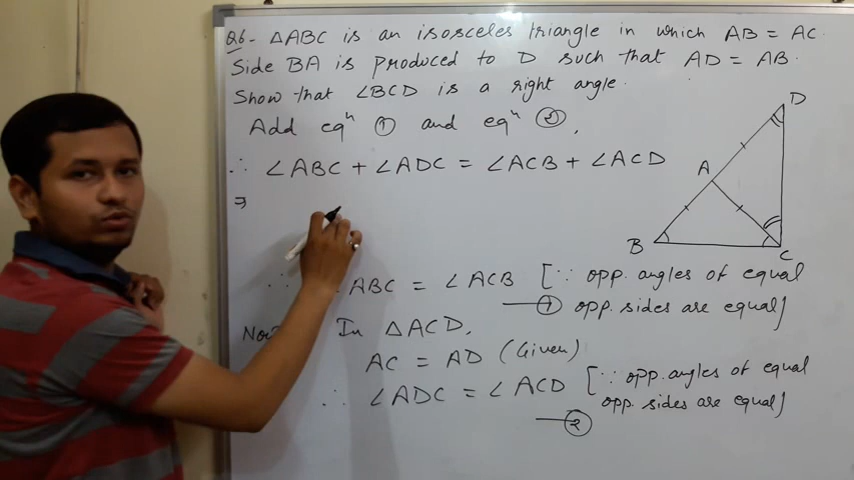 Q6- △ABC is an isosceles triangle in which AB = AC.
Side BA is produced to D such that AD = AB.
Show that ∠BCD is a right angle.
Add eqⁿ ① and eqⁿ ②,
∴ ∠ABC + ∠ADC = ∠ACB + ∠ACD
⇒
D
A
B
C
∴ ABC = ∠ACB [∵ opp. angles of equal
① opp. sides are equal]
In △ACD,
AC = AD (Given)
∴ ∠ADC = ∠ACD [∵ opp. angles of equal
opp. sides are equal]
②